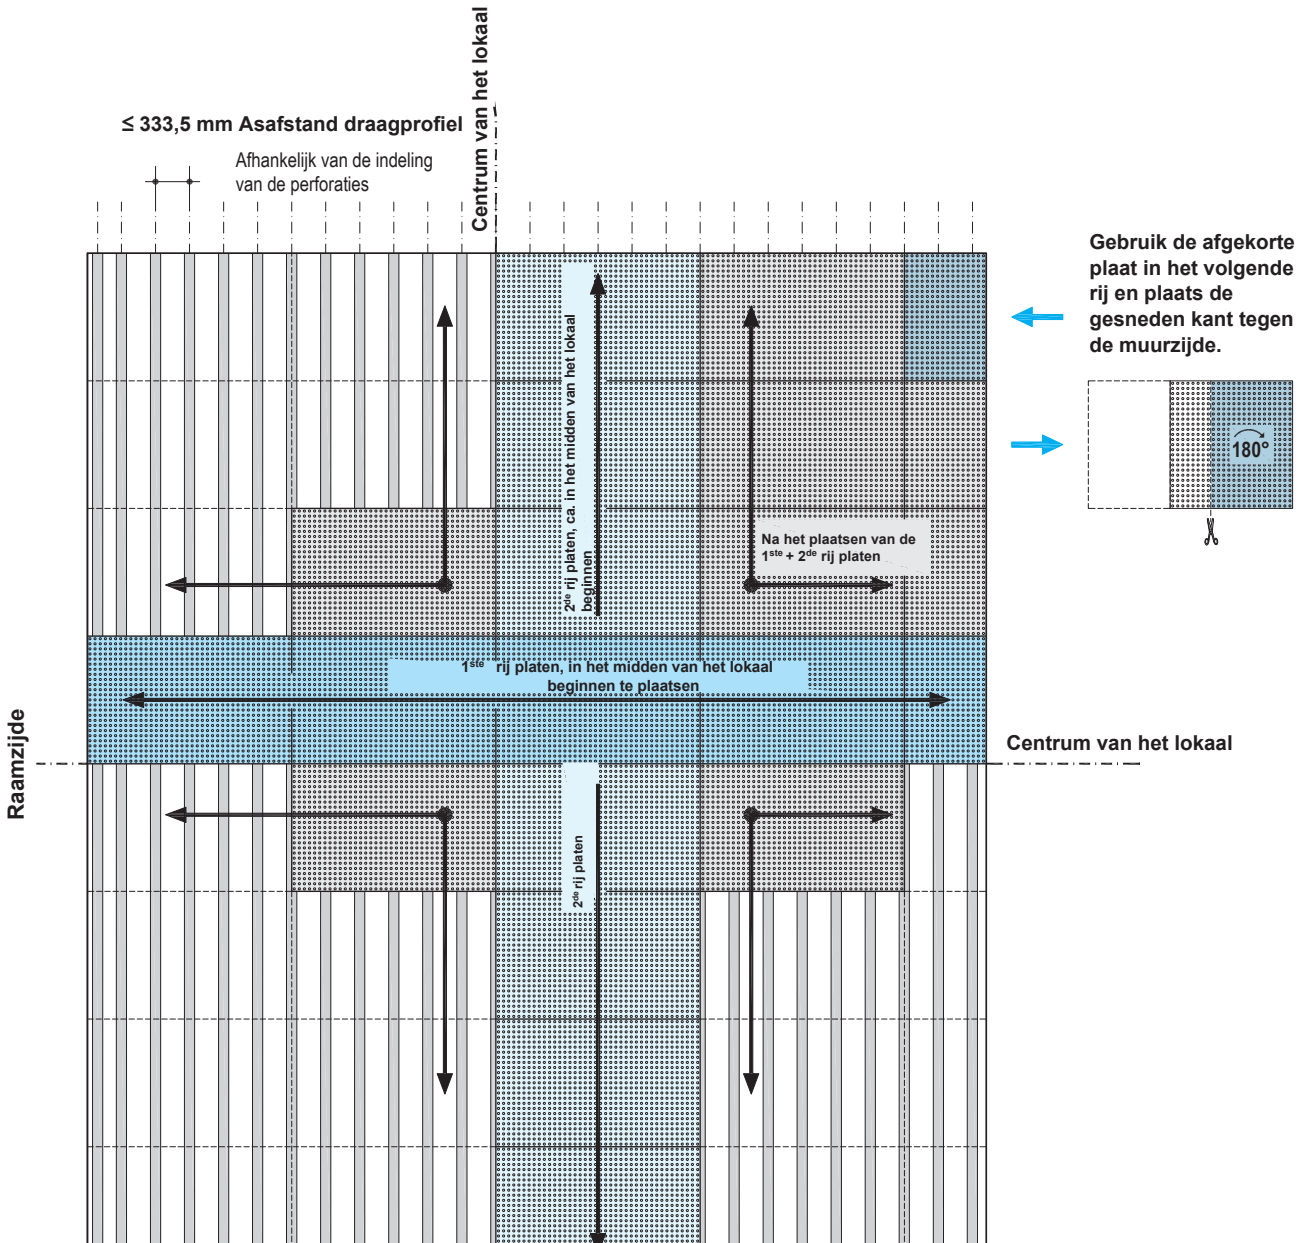 Centrum van het lokaal
≤ 333,5 mm Asafstand draagprofiel
Afhankelijk van de indeling
van de perforaties
Gebruik de afgekorte
plaat in het volgende
rij en plaats de
gesneden kant tegen
de muurzijde.
180°
2de rij platen, ca. in het midden van het lokaal
beginnen
Na het plaatsen van de
1ste + 2de rij platen
1ste rij platen, in het midden van het lokaal
beginnen te plaatsen
Raamzijde
Centrum van het lokaal
2de rij platen